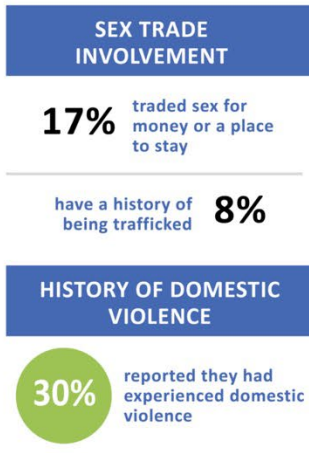 SEX TRADE
INVOLVEMENT
17%
traded sex for
money or a place
to stay
have a history of
being trafficked
8%
HISTORY OF DOMESTIC
VIOLENCE
30%
reported they had
experienced domestic
violence